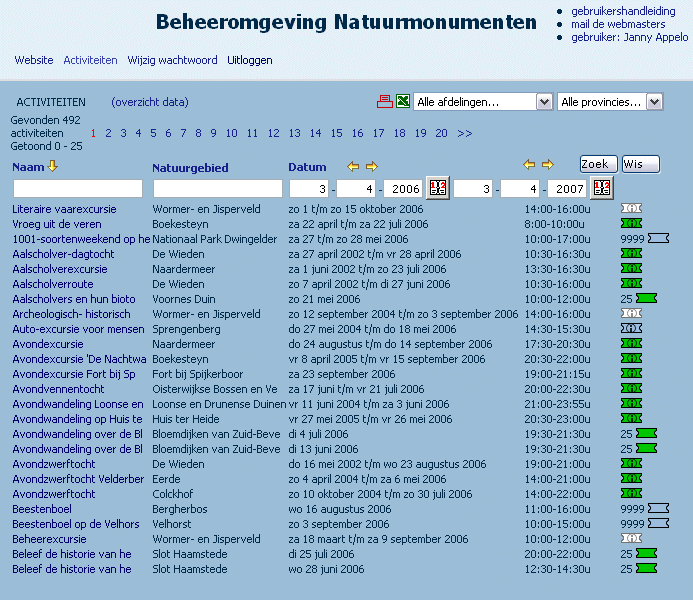 Beheeromgeving Natuurmonumenten
• gebruikershandleiding
• mail de webmasters
• gebruiker: Janny Appelo
Website Activiteiten Wijzig wachtwoord Uitloggen
ACTIVITEITEN (overzicht data) Alle afdelingen... Alle provincies...
Gevonden 492
activiteiten 1 2 3 4 5 6 7 8 9 10 11 12 13 14 15 16 17 18 19 20 >>
Getoond 0 - 25
Naam Natuurgebied Datum Zoek Wis
3 - 4 - 2006 3 - 4 - 2007
Literaire vaarexcursie Wormer- en Jisperveld zo 1 t/m zo 15 oktober 2006 14:00-16:00u
Vroeg uit de veren Boekesteyn za 22 april t/m za 22 juli 2006 8:00-10:00u
1001-soortenweekend op he Nationaal Park Dwingelder za 27 t/m zo 28 mei 2006 10:00-17:00u 9999
Aalscholver-dagtocht De Wieden do 27 april 2002 t/m vr 28 april 2006 10:30-16:30u
Aalscholverexcursie Naardermeer za 1 juni 2002 t/m zo 23 juli 2006 13:30-16:30u
Aalscholverroute De Wieden zo 7 april 2002 t/m di 27 juni 2006 10:30-16:30u
Aalscholvers en hun bioto Voornes Duin zo 21 mei 2006 10:00-12:00u 25
Archeologisch- historisch Wormer- en Jisperveld zo 12 september 2004 t/m zo 3 september 2006 14:00-16:00u
Auto-excursie voor mensen Sprengenberg do 27 mei 2004 t/m do 18 mei 2006 14:30-15:30u
Avondexcursie Naardermeer do 24 augustus t/m do 14 september 2006 17:30-20:30u
Avondexcursie 'De Nachtwa Boekesteyn vr 8 april 2005 t/m vr 15 september 2006 20:30-22:00u
Avondexcursie Fort bij Sp Fort bij Spijkerboor za 23 september 2006 19:00-21:15u
Avondvennentocht Oisterwijkse Bossen en Ve za 17 juni t/m vr 21 juli 2006 20:00-22:30u
Avondwandeling Loonse en Loonse en Drunense Duinen vr 11 juni 2004 t/m za 3 juni 2006 21:00-23:55u
Avondwandeling op Huis te Huis ter Heide vr 27 mei 2005 t/m vr 26 mei 2006 20:30-23:00u
Avondwandeling over de Bl Bloemdijken van Zuid-Beve di 4 juli 2006 19:30-21:30u 25
Avondwandeling over de Bl Bloemdijken van Zuid-Beve di 13 juni 2006 19:30-21:30u 25
Avondzwerftocht De Wieden do 16 mei 2002 t/m wo 23 augustus 2006 19:00-21:00u
Avondzwerftocht Velderber Eerde zo 4 april 2004 t/m za 6 mei 2006 14:00-21:00u
Avondzwerftocht Colckhof zo 10 oktober 2004 t/m zo 30 juli 2006 14:00-22:00u
Beestenboel Bergherbos wo 16 augustus 2006 11:00-16:00u 9999
Beestenboel op de Velhors Velhorst zo 3 september 2006 10:00-15:00u 9999
Beheerexcursie Wormer- en Jisperveld za 18 maart t/m za 9 september 2006 10:00-12:00u
Beleef de historie van he Slot Haamstede di 25 juli 2006 20:00-22:00u 25
Beleef de historie van he Slot Haamstede wo 28 juni 2006 12:30-14:30u 25